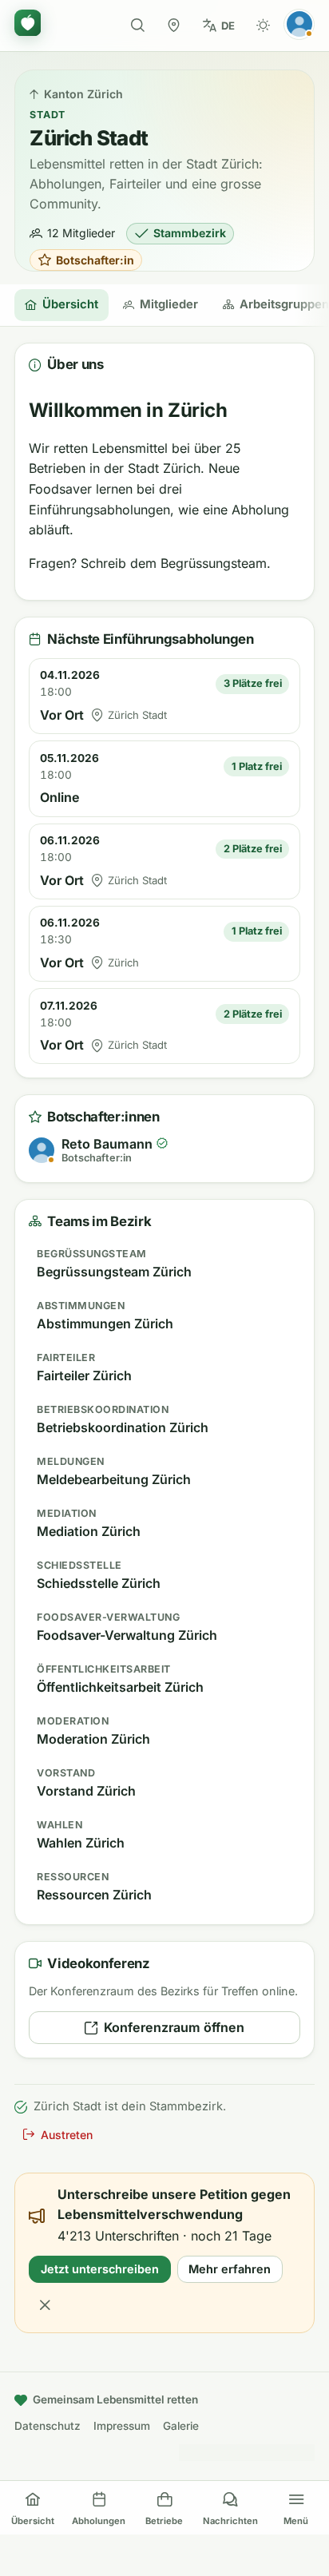 DE
Kanton Zürich
STADT
Zürich Stadt
Lebensmittel retten in der Stadt Zürich:
Abholungen, Fairteiler und eine grosse
Community.
12 Mitglieder
Stammbezirk
Botschafter:in
Übersicht
Mitglieder
Arbeitsgruppen
Über uns
Willkommen in Zürich
Wir retten Lebensmittel bei über 25
Betrieben in der Stadt Zürich. Neue
Foodsaver lernen bei drei
Einführungsabholungen, wie eine Abholung
abläuft.
Fragen? Schreib dem Begrüssungsteam.
Nächste Einführungsabholungen
04.11.2026
3 Plätze frei
18:00
Vor Ort
Zürich Stadt
05.11.2026
1 Platz frei
18:00
Online
06.11.2026
2 Plätze frei
18:00
Vor Ort
Zürich Stadt
06.11.2026
1 Platz frei
18:30
Vor Ort
Zürich
07.11.2026
2 Plätze frei
18:00
Vor Ort
Zürich Stadt
Botschafter:innen
Reto Baumann
Botschafter:in
Teams im Bezirk
BEGRÜSSUNGSTEAM
Begrüssungsteam Zürich
ABSTIMMUNGEN
Abstimmungen Zürich
FAIRTEILER
Fairteiler Zürich
BETRIEBSKOORDINATION
Betriebskoordination Zürich
MELDUNGEN
Meldebearbeitung Zürich
MEDIATION
Mediation Zürich
SCHIEDSSTELLE
Schiedsstelle Zürich
FOODSAVER-VERWALTUNG
Foodsaver-Verwaltung Zürich
ÖFFENTLICHKEITSARBEIT
Öffentlichkeitsarbeit Zürich
MODERATION
Moderation Zürich
VORSTAND
Vorstand Zürich
WAHLEN
Wahlen Zürich
RESSOURCEN
Ressourcen Zürich
Videokonferenz
Der Konferenzraum des Bezirks für Treffen online.
Konferenzraum öffnen
Zürich Stadt ist dein Stammbezirk.
Austreten
Unterschreibe unsere Petition gegen
Lebensmittelverschwendung
4'213 Unterschriften · noch 21 Tage
Jetzt unterschreiben
Mehr erfahren
Gemeinsam Lebensmittel retten
Datenschutz
Impressum
Galerie
Übersicht
Abholungen
Betriebe
Nachrichten
Menü